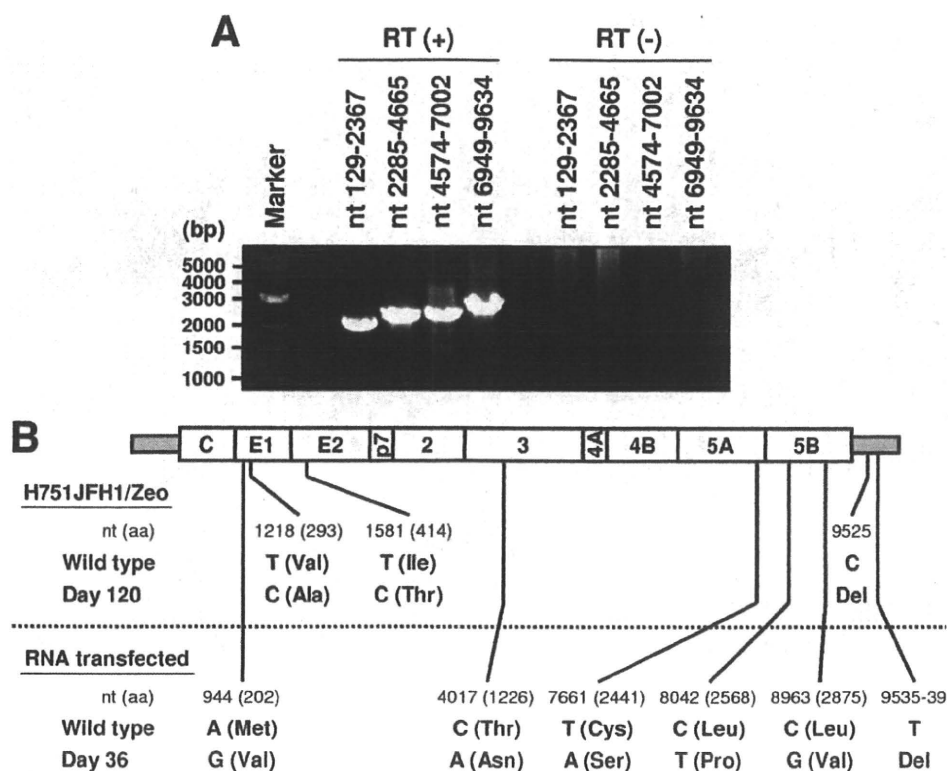 A
RT (+) RT (-)
Marker
nt 129-2367
nt 2285-4665
nt 4574-7002
nt 6949-9634
nt 129-2367
nt 2285-4665
nt 4574-7002
nt 6949-9634
(bp)
5000
4000
3000
2000
1500
1000
B
C E1 E2 p7 2 3 4A 4B 5A 5B
H751JFH1/Zeo
nt (aa) 1218 (293) 1581 (414) 9525
Wild type T (Val) T (Ile) C
Day 120 C (Ala) C (Thr) Del
RNA transfected
nt (aa) 944 (202) 4017 (1226) 7661 (2441) 8042 (2568) 8963 (2875) 9535-39
Wild type A (Met) C (Thr) T (Cys) C (Leu) C (Leu) T
Day 36 G (Val) A (Asn) A (Ser) T (Pro) G (Val) Del